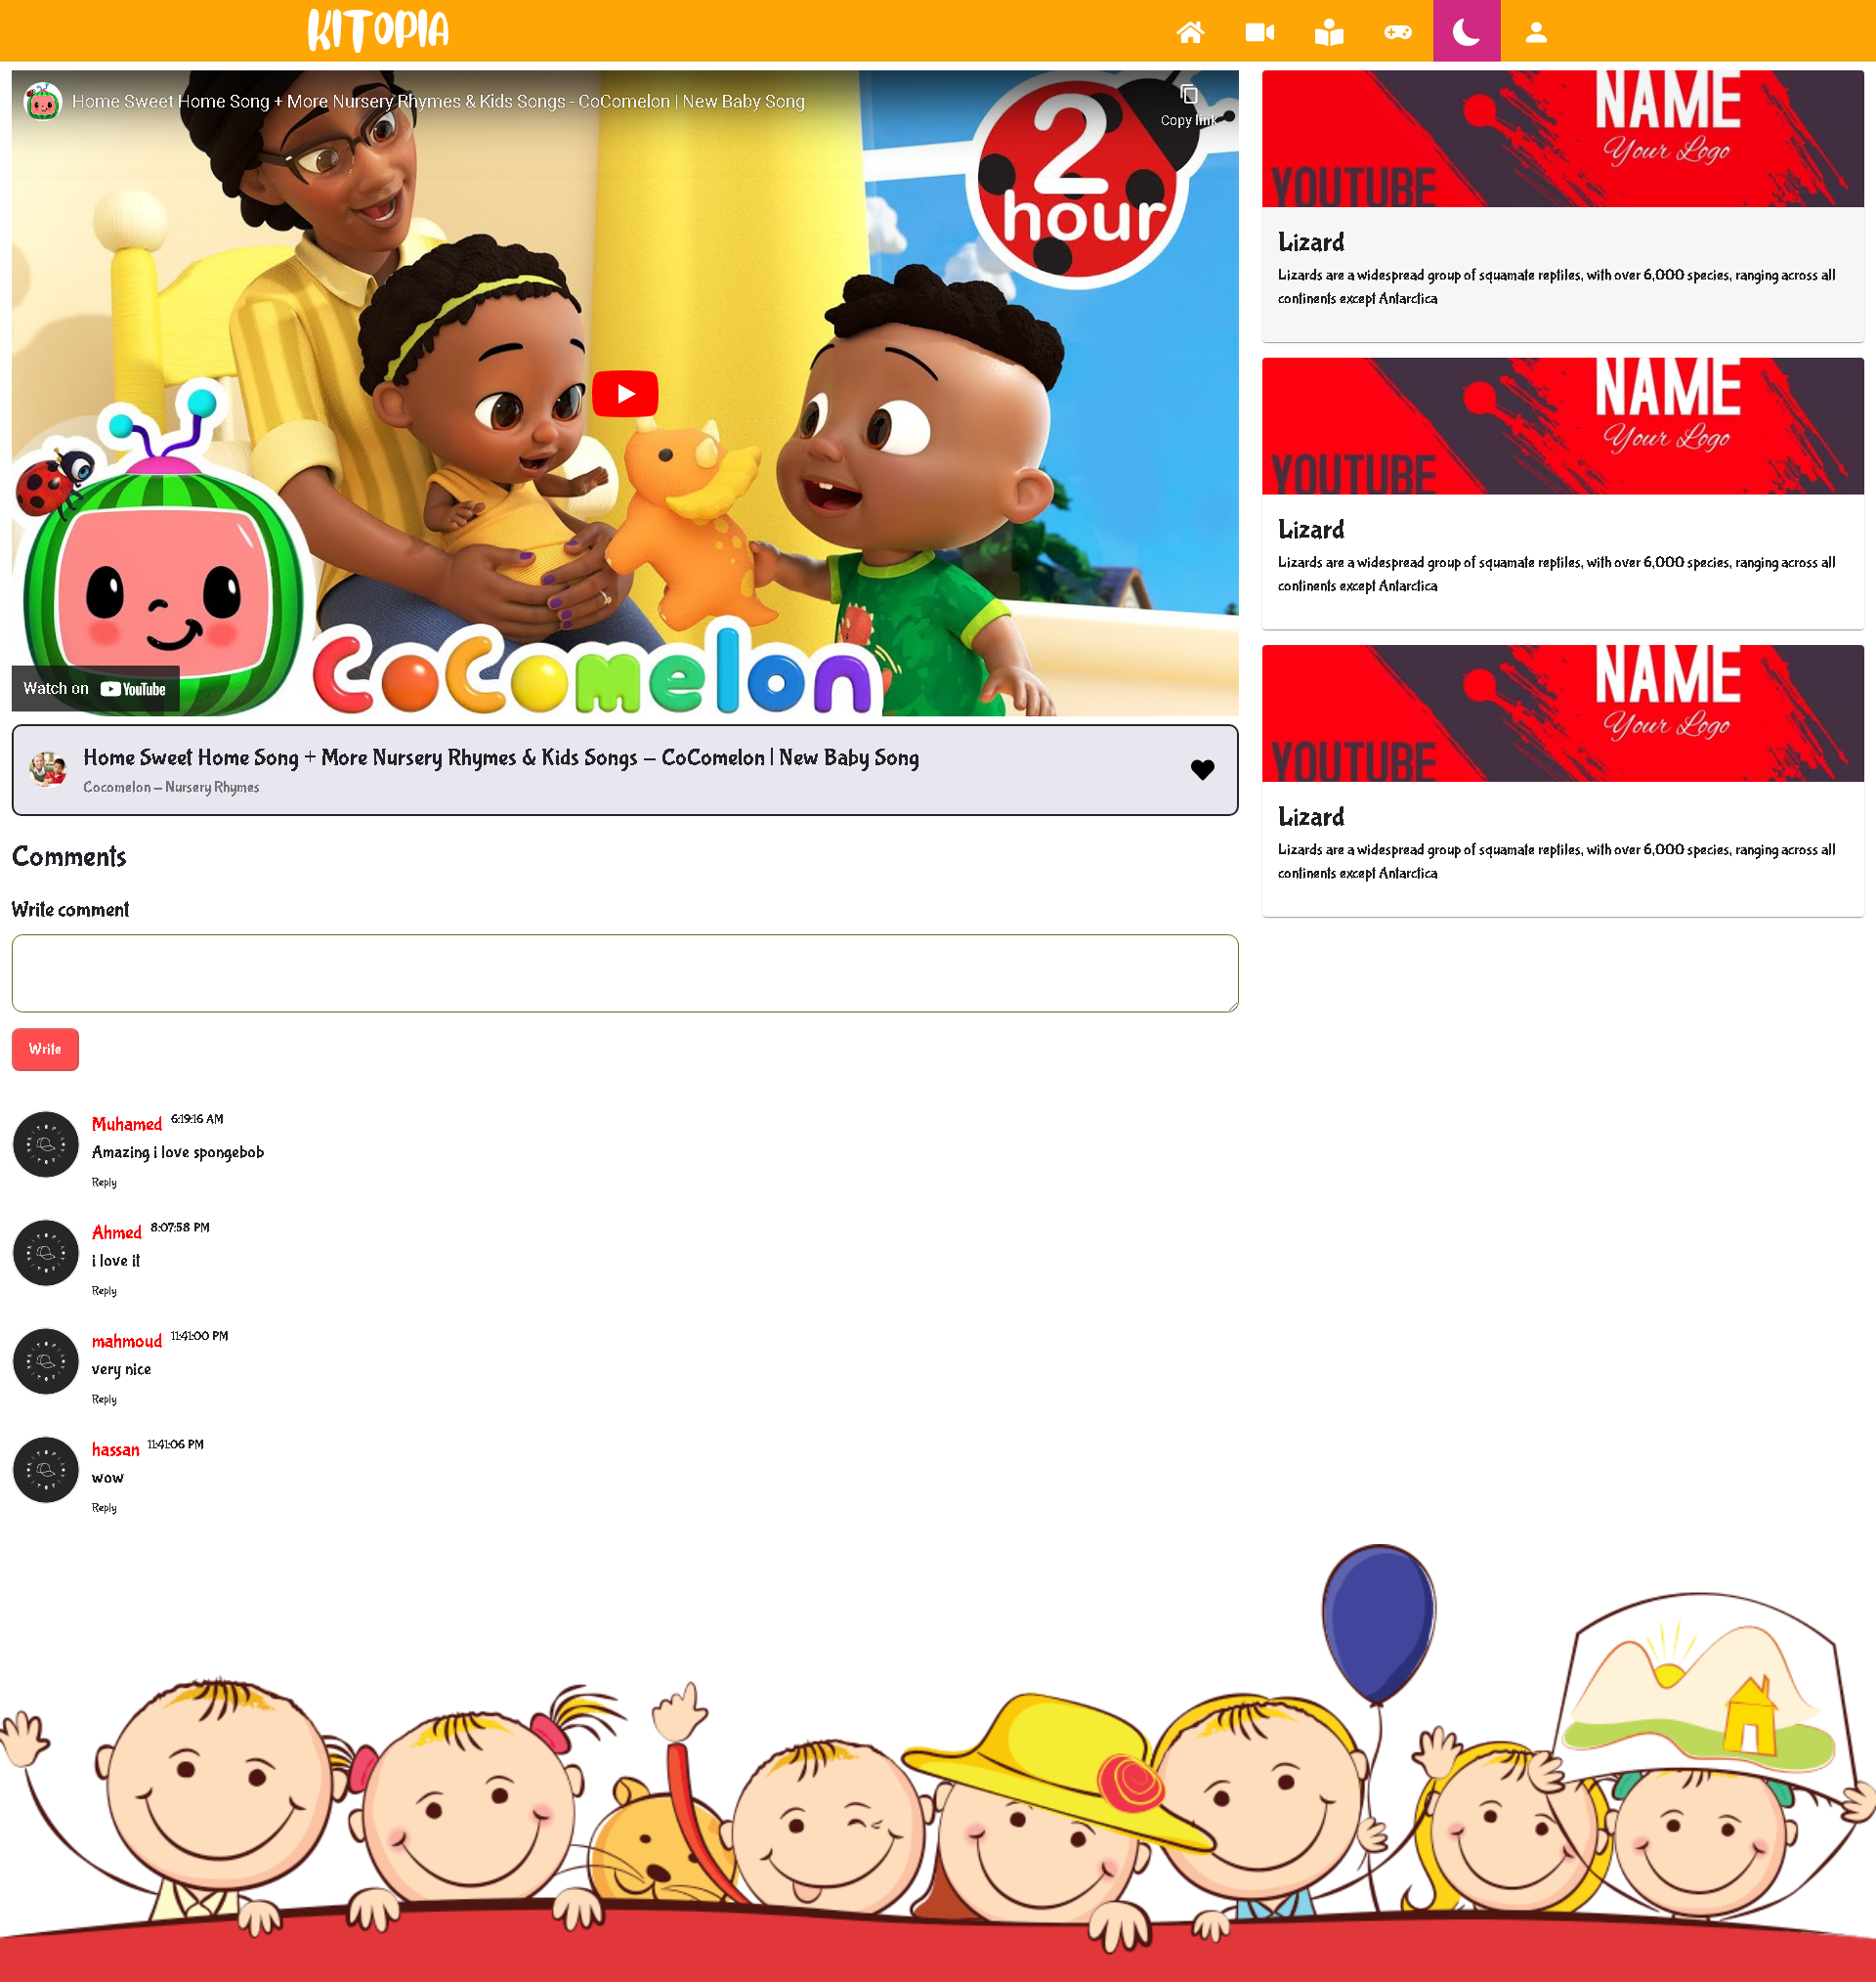 KITOPIA
Home Sweet Home Song + More Nursery Rhymes & Kids Songs - CoComelon | New Baby Song
Copy link
2
hour
CoComelon
Watch on YouTube
Home Sweet Home Song + More Nursery Rhymes & Kids Songs - CoComelon | New Baby Song
Cocomelon - Nursery Rhymes
Comments
Write comment
Write
Muhamed 6:19:16 AM
Amazing i love spongebob
Reply
Ahmed 8:07:58 PM
i love it
Reply
mahmoud 11:41:00 PM
very nice
Reply
hassan 11:41:06 PM
wow
Reply
NAME
Your Logo
YOUTUBE
Lizard
Lizards are a widespread group of squamate reptiles, with over 6,000 species, ranging across all
continents except Antarctica
NAME
Your Logo
YOUTUBE
Lizard
Lizards are a widespread group of squamate reptiles, with over 6,000 species, ranging across all
continents except Antarctica
NAME
Your Logo
YOUTUBE
Lizard
Lizards are a widespread group of squamate reptiles, with over 6,000 species, ranging across all
continents except Antarctica